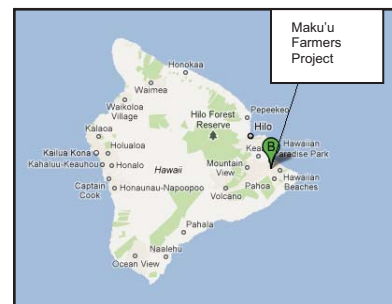 Maku'u
Farmers
Project
Honokaa
Waimea
Waikoloa
Village
Hilo Forest
Reserve
Pepeekeo
Hilo
Kalaoa
Holualoa
Kailua Kona
Kahaluu-Keauhou
Honalo
Hawaii
Mountain
View
Kea
Hawaiian
aradise Park
B
Hawaiian
Beaches
Pahoa
Captain
Cook
Honaunau-Napoopoo
Volcano
Pahala
Naalehu
Ocean View